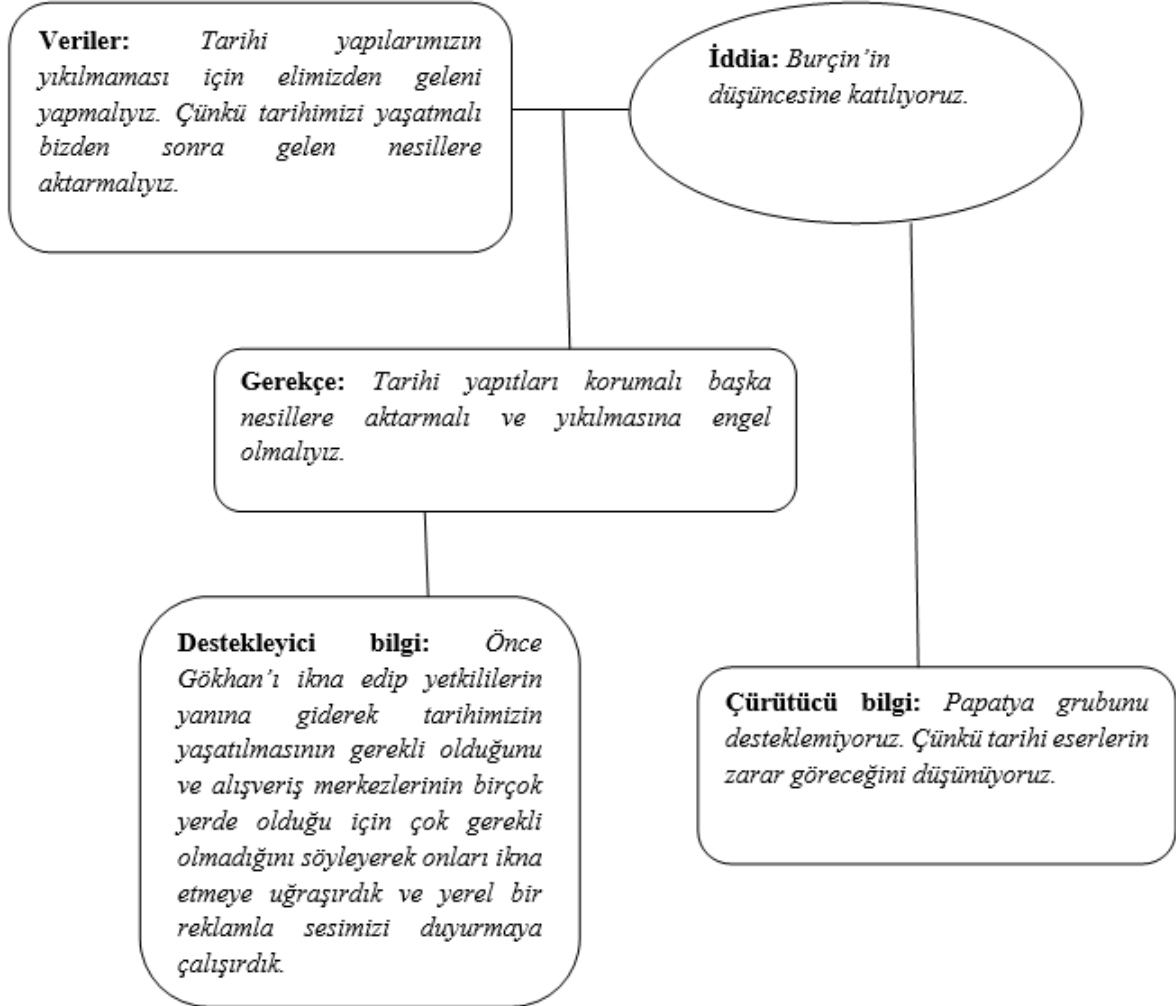 Veriler: Tarihi yapılarımızın
yıkılmaması için elimizden geleni
yapmalıyız. Çünkü tarihimizi yaşatmalı
bizden sonra gelen nesillere
aktarmalıyız.
İddia: Burçin’in
düşüncesine katılıyoruz.
Gerekçe: Tarihi yapıtları korumalı başka
nesillere aktarmalı ve yıkılmasına engel
olmalıyız.
Destekleyici bilgi: Önce
Gökhan’ı ikna edip yetkililerin
yanına giderek tarihimizin
yaşatılmasının gerekli olduğunu
ve alışveriş merkezlerinin birçok
yerde olduğu için çok gerekli
olmadığını söyleyerek onları ikna
etmeye uğraşırdık ve yerel bir
reklamla sesimizi duyurmaya
çalışırdık.
Çürütücü bilgi: Papatya grubunu
desteklemiyoruz. Çünkü tarihi eserlerin
zarar göreceğini düşünüyoruz.